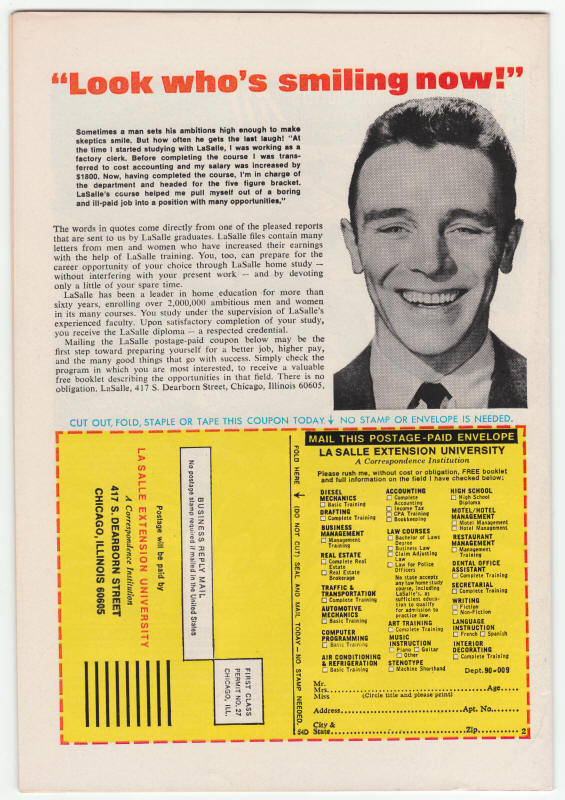 “Look who’s smiling now!”
Sometimes a man sets his ambitions high enough to make
skeptics smile. But how often he gets the last laugh! "At
the time I started studying with LaSalle, I was working as a
factory clerk. Before completing the course I was trans-
ferred to cost accounting and my salary was increased by
$1800. Now, having completed the course, I'm in charge of
the department and headed for the five figure bracket.
LaSalle's course helped me pull myself out of a boring
and ill-paid job into a position with many opportunities,"
The words in quotes come directly from one of the pleased reports
that are sent to us by LaSalle graduates. LaSalle files contain many
letters from men and women who have increased their earnings
with the help of LaSalle training. You, too, can prepare for the
career opportunity of your choice through LaSalle home study —
without interfering with your present work — and by devoting
only a little of your spare time.
LaSalle has been a leader in home education for more than
sixty years, enrolling over 2,000,000 ambitious men and women
in its many courses. You study under the supervision of LaSalle's
experienced faculty. Upon satisfactory completion of your study,
you receive the LaSalle diploma — a respected credential.
Mailing the LaSalle postage-paid coupon below may be the
first step toward preparing yourself for a better job, higher pay,
and the many good things that go with success. Simply check the
program in which you are most interested, to receive a valuable
free booklet describing the opportunities in that field. There is no
obligation. LaSalle, 417 S. Dearborn Street, Chicago, Illinois 60605.
CUT OUT, FOLD, STAPLE OR TAPE THIS COUPON TODAY. NO STAMP OR ENVELOPE IS NEEDED.
Postage will be paid by
LA SALLE EXTENSION UNIVERSITY
A Correspondence Institution
417 S. DEARBORN STREET
CHICAGO, ILLINOIS 60605
BUSINESS REPLY MAIL
No postage stamp required if mailed in the United States
FIRST CLASS
PERMIT NO. 27
CHICAGO, ILL.
FOLD HERE (DO NOT CUT) SEAL AND MAIL TODAY — NO STAMP NEEDED.
54D
MAIL THIS POSTAGE-PAID ENVELOPE
LA SALLE EXTENSION UNIVERSITY
A Correspondence Institution
Please rush me, without cost or obligation, FREE booklet
and full information on the field I have checked below:
DIESEL
MECHANICS
Basic Training
DRAFTING
Complete Training
BUSINESS
MANAGEMENT
Management
Training
REAL ESTATE
Complete Real
Estate
Real Estate
Brokerage
TRAFFIC &
TRANSPORTATION
Complete Training
AUTOMOTIVE
MECHANICS
Basic Training
COMPUTER
PROGRAMMING
Basic Training
AIR CONDITIONING
& REFRIGERATION
Basic Training
ACCOUNTING
Complete
Accounting
Income Tax
CPA Training
Bookkeeping
LAW COURSES
Bachelor of Laws
Degree
Business Law
Claim Adjusting
Law
Law for Police
Officers
No state accepts
any law home study
course, including
LaSalle's, as
sufficient educa-
tion to qualify
for admission to
practice law.
ART TRAINING
Complete Training
MUSIC
INSTRUCTION
Piano Guitar
Other
STENOTYPE
Machine Shorthand
HIGH SCHOOL
High School
Diploma
MOTEL/HOTEL
MANAGEMENT
Motel Management
Hotel Management
RESTAURANT
MANAGEMENT
Management
Training
DENTAL OFFICE
ASSISTANT
Complete Training
SECRETARIAL
Complete Training
WRITING
Fiction
Non-Fiction
LANGUAGE
INSTRUCTION
French Spanish
INTERIOR
DECORATING
Complete Training
Dept. 90-009
Mr.
Mrs. Age
Miss (Circle title and please print)
Address Apt. No.
City &
State Zip 2